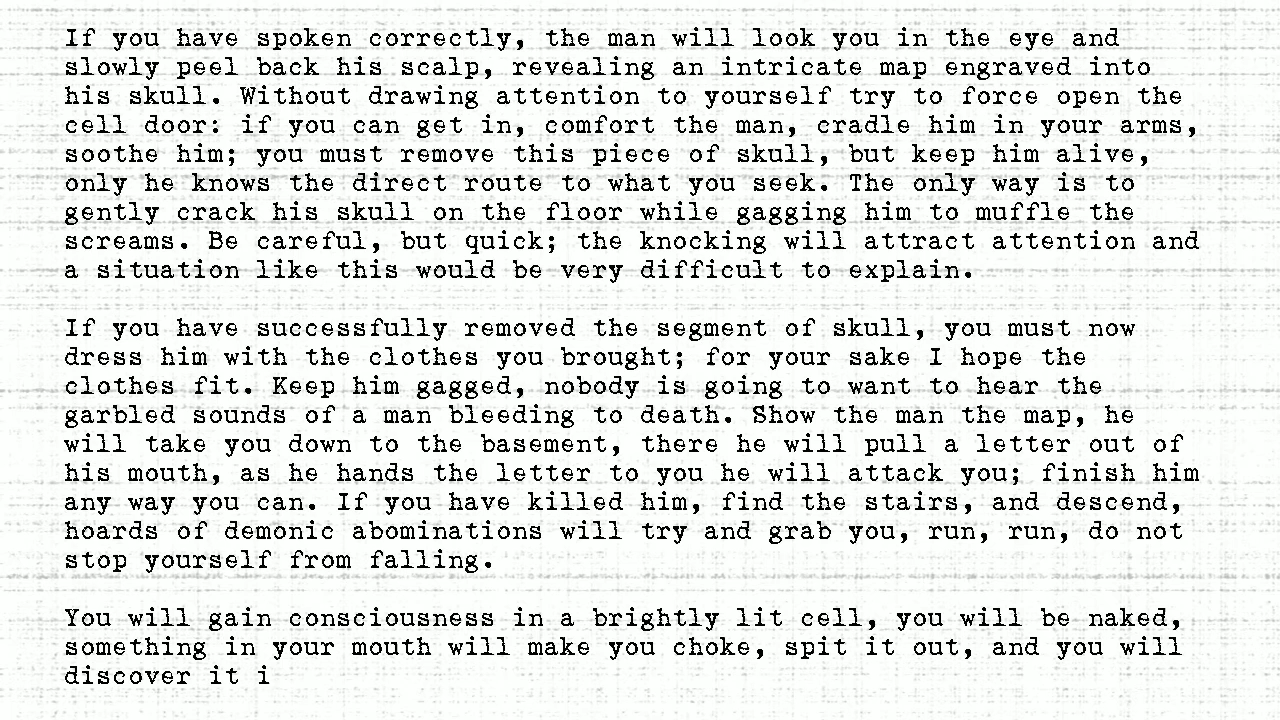 If you have spoken correctly, the man will look you in the eye and
slowly peel back his scalp, revealing an intricate map engraved into
his skull. Without drawing attention to yourself try to force open the
cell door: if you can get in, comfort the man, cradle him in your arms,
soothe him; you must remove this piece of skull, but keep him alive,
only he knows the direct route to what you seek. The only way is to
gently crack his skull on the floor while gagging him to muffle the
screams. Be careful, but quick; the knocking will attract attention and
a situation like this would be very difficult to explain.

If you have successfully removed the segment of skull, you must now
dress him with the clothes you brought; for your sake I hope the
clothes fit. Keep him gagged, nobody is going to want to hear the
garbled sounds of a man bleeding to death. Show the man the map, he
will take you down to the basement, there he will pull a letter out of
his mouth, as he hands the letter to you he will attack you; finish him
any way you can. If you have killed him, find the stairs, and descend,
hoards of demonic abominations will try and grab you, run, run, do not
stop yourself from falling.

You will gain consciousness in a brightly lit cell, you will be naked,
something in your mouth will make you choke, spit it out, and you will
discover it i